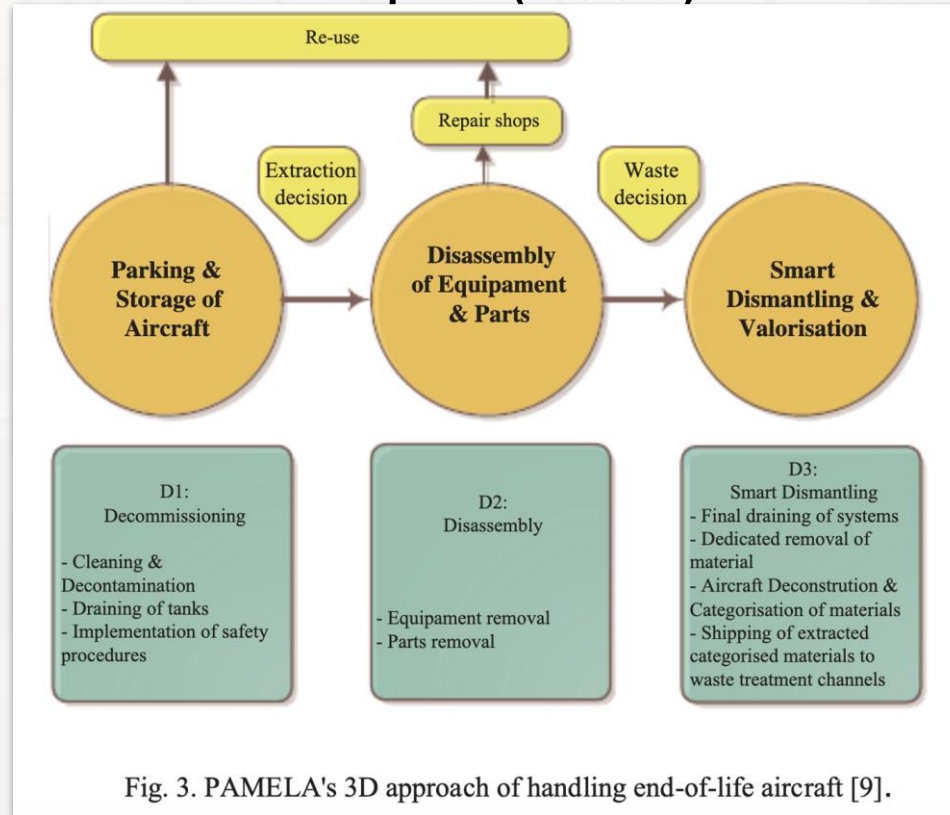 Re-use
Repair shops
Extraction
decision
Waste
decision
Parking &
Storage of
Aircraft
Disassembly
of Equipament
& Parts
Smart
Dismantling &
Valorisation
D1:
Decommissioning
- Cleaning &
Decontamination
- Draining of tanks
- Implementation of safety
procedures
D2:
Disassembly
- Equipament removal
- Parts removal
D3:
Smart Dismantling
- Final draining of systems
- Dedicated removal of
material
- Aircraft Deconstrution &
Categorisation of materials
- Shipping of extracted
categorised materials to
waste treatment channels
Fig. 3. PAMELA's 3D approach of handling end-of-life aircraft [9].